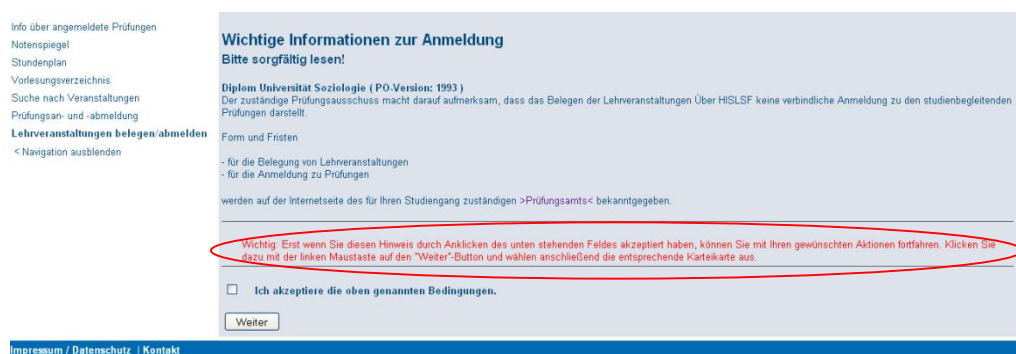 Info über angemeldete Prüfungen
Notenspiegel
Stundenplan
Vorlesungsverzeichnis
Suche nach Veranstaltungen
Prüfungsan- und -abmeldung
Lehrveranstaltungen belegen/abmelden
< Navigation ausblenden
Wichtige Informationen zur Anmeldung
Bitte sorgfältig lesen!
Diplom Universität Soziologie ( PO-Version: 1993 )
Der zuständige Prüfungsausschuss macht darauf aufmerksam, dass das Belegen der Lehrveranstaltungen Über HISLSF keine verbindliche Anmeldung zu den studienbegleitenden
Prüfungen darstellt.
Form und Fristen
- für die Belegung von Lehrveranstaltungen
- für die Anmeldung zu Prüfungen
werden auf der Internetseite des für Ihren Studiengang zuständigen >Prüfungsamts< bekanntgegeben.
Wichtig: Erst wenn Sie diesen Hinweis durch Anklicken des unten stehenden Feldes akzeptiert haben, können Sie mit Ihren gewünschten Aktionen fortfahren. Klicken Sie
dazu mit der linken Maustaste auf den "Weiter"-Button und wählen anschließend die entsprechende Karteikarte aus.
Ich akzeptiere die oben genannten Bedingungen.
Weiter
Impressum / Datenschutz | Kontakt